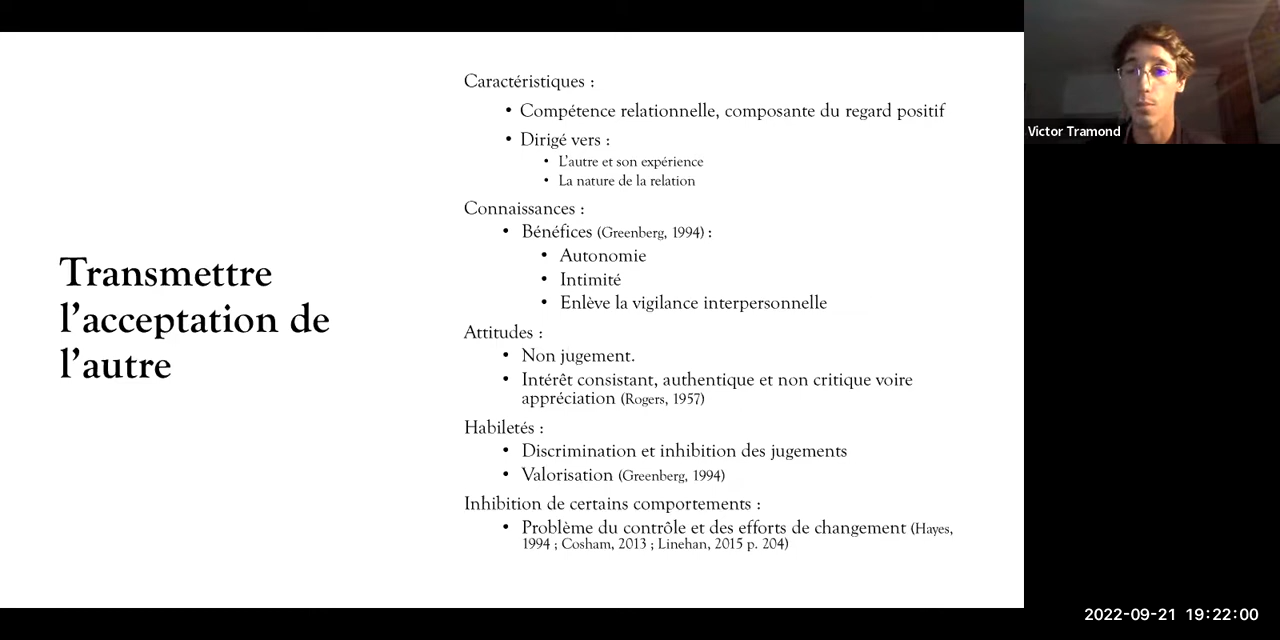 Transmettre
l’acceptation de
l’autre
Caractéristiques :
• Compétence relationnelle, composante du regard positif
• Dirigé vers :
• L’autre et son expérience
• La nature de la relation
Connaissances :
• Bénéfices (Greenberg, 1994) :
• Autonomie
• Intimité
• Enlève la vigilance interpersonnelle
Attitudes :
• Non jugement.
• Intérêt consistant, authentique et non critique voire
appréciation (Rogers, 1957)
Habiletés :
• Discrimination et inhibition des jugements
• Valorisation (Greenberg, 1994)
Inhibition de certains comportements :
• Problème du contrôle et des efforts de changement (Hayes,
1994 ; Cosham, 2013 ; Linehan, 2015 p. 204)
Victor Tramond
2022-09-21 19:22:00